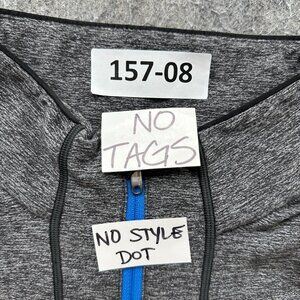 157-08
NO
TAGS
NO STYLE
DOT